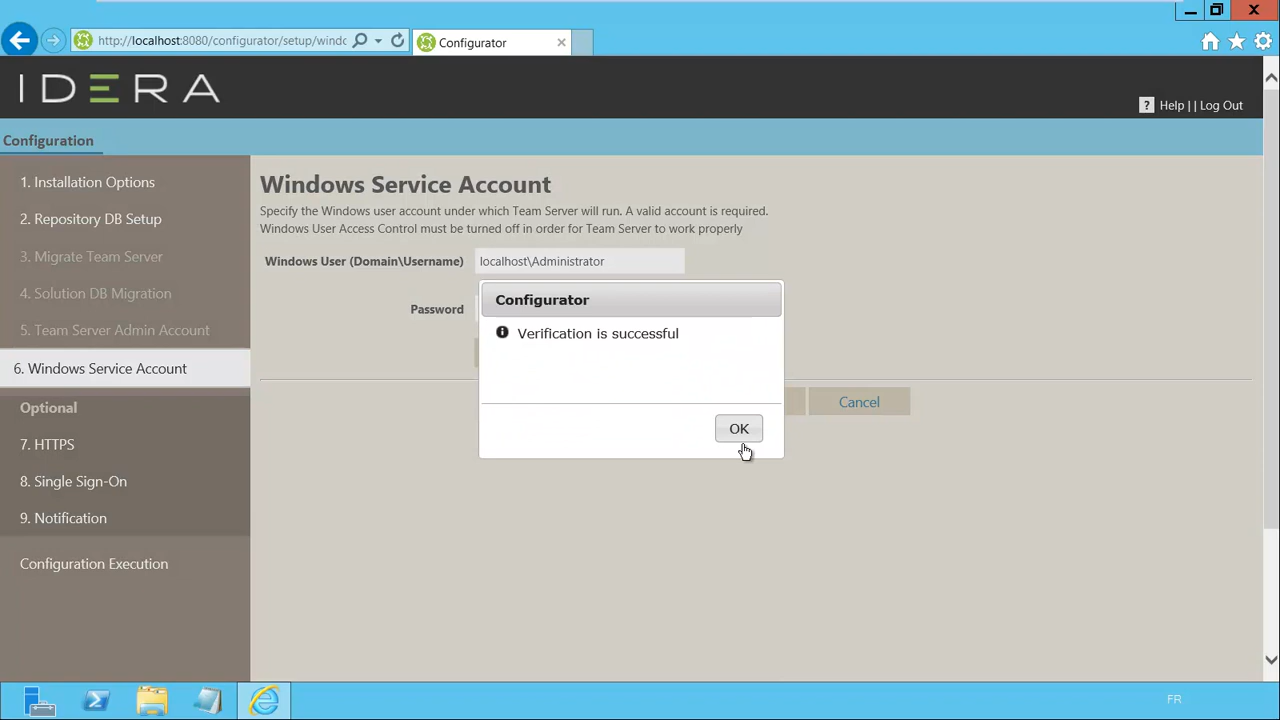 http://localhost:8080/configurator/setup/windc
Configurator
IDERA
? Help | | Log Out
Configuration
1. Installation Options
2. Repository DB Setup
3. Migrate Team Server
4. Solution DB Migration
5. Team Server Admin Account
6. Windows Service Account
Optional
7. HTTPS
8. Single Sign-On
9. Notification
Configuration Execution
Windows Service Account
Specify the Windows user account under which Team Server will run. A valid account is required.
Windows User Access Control must be turned off in order for Team Server to work properly
Windows User (Domain\Username)
localhost\Administrator
Password
Configurator
Verification is successful
OK
Cancel
FR